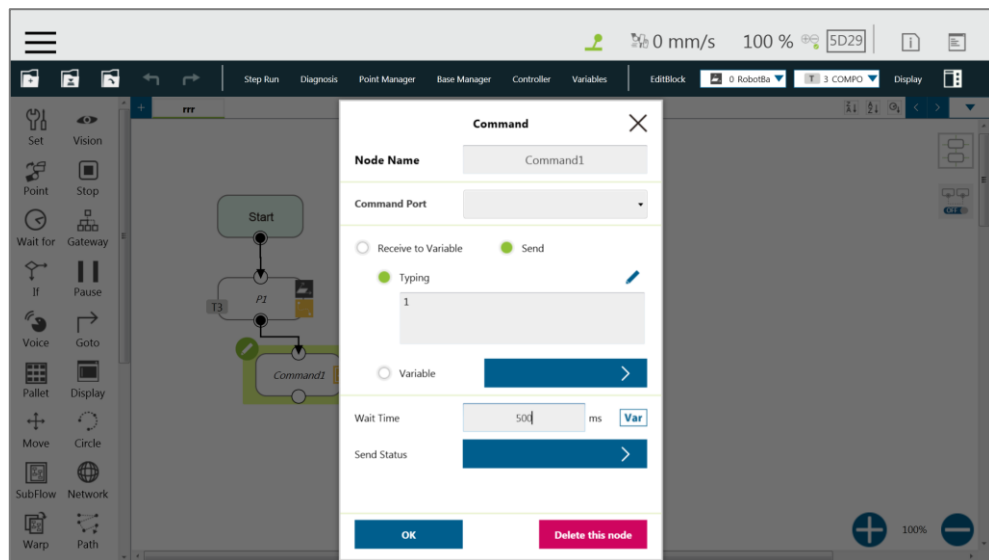 0 mm/s 100 % 5D29
Step Run Diagnosis Point Manager Base Manager Controller Variables EditBlock 0 RobotBa T 3 COMPO Display
+ rrr
Set Vision
Point Stop
Wait for Gateway
If Pause
Voice Goto
Pallet Display
Move Circle
SubFlow Network
Warp Path
Start
P1
T3
Command1
Command
Node Name Command1
Command Port
Receive to Variable Send
Typing
1
Variable
Wait Time 500 ms Var
Send Status
OK Delete this node
OFF
100%